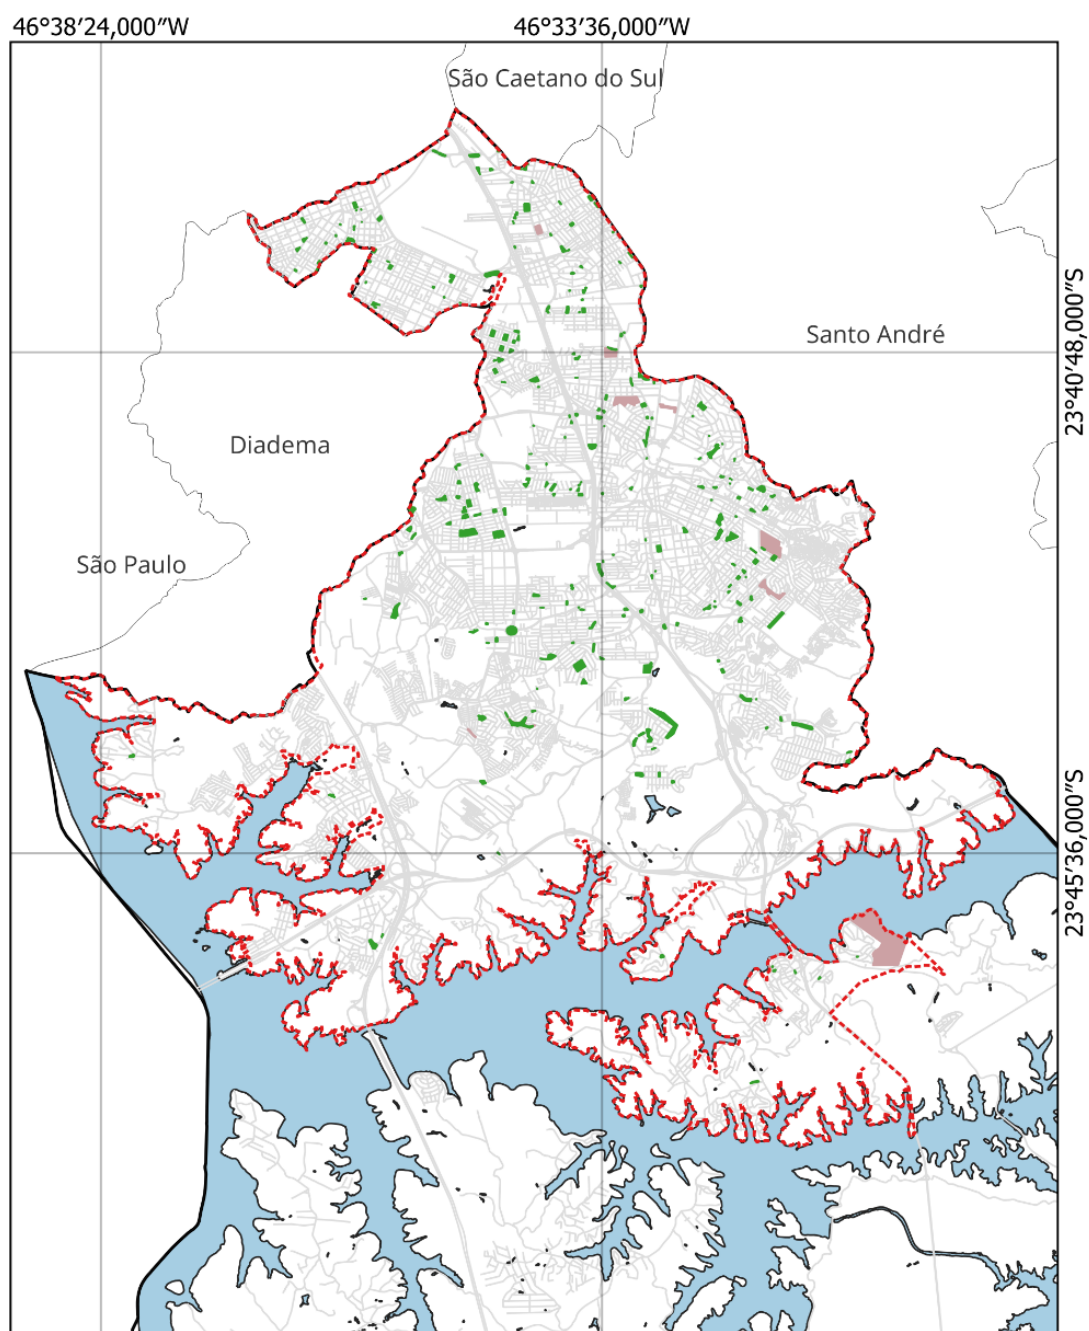 46°38′24,000″W
46°33′36,000″W
São Caetano do Sul
23°40′48,000″S
Santo André
Diadema
São Paulo
23°45′36,000″S